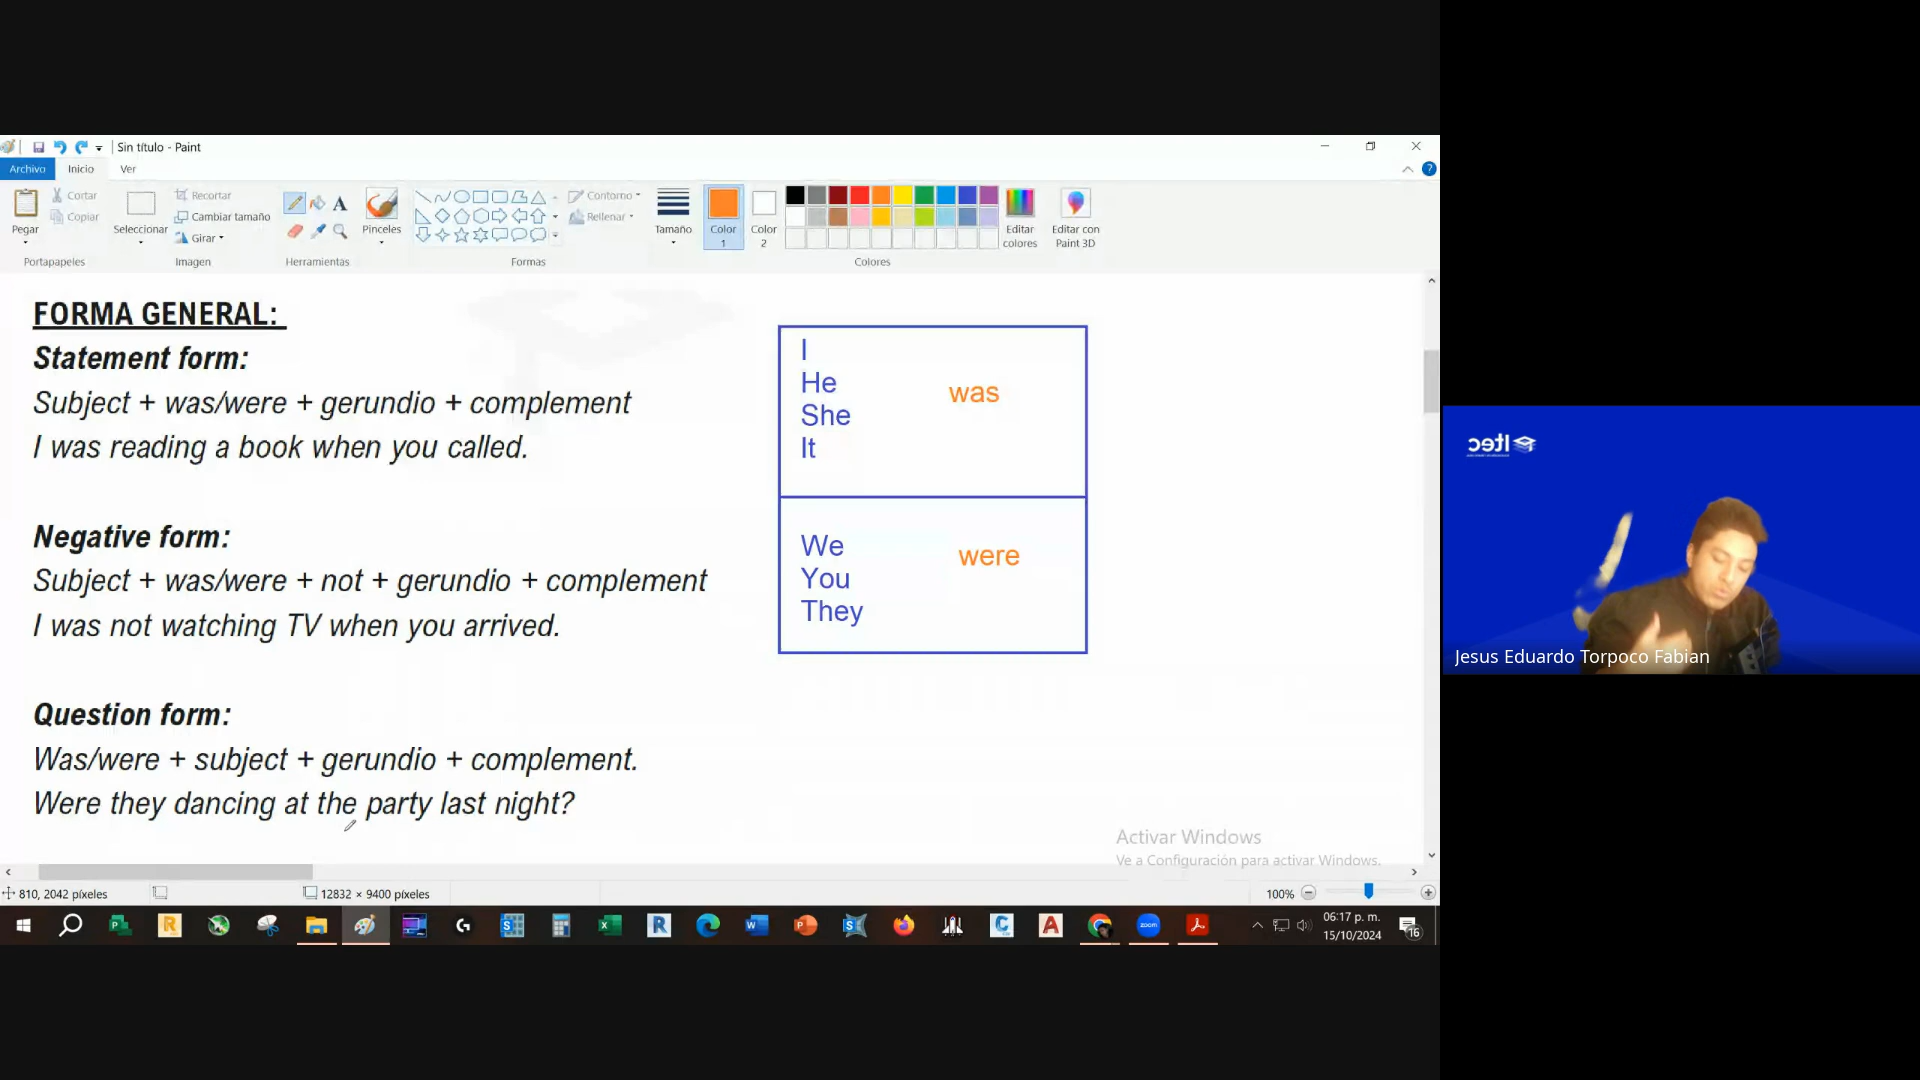 Sin título - Paint
Archivo Inicio Ver
Pegar
Cortar
Copiar
Portapapeles
Seleccionar
Recortar
Cambiar tamaño
Girar
Imagen
A
Herramientas
Pinceles
Contorno
Rellenar
Formas
Tamaño
Color 1
Color 2
Editar colores
Editar con Paint 3D
Colores
FORMA GENERAL:
Statement form:
Subject + was/were + gerundio + complement
I was reading a book when you called.
Negative form:
Subject + was/were + not + gerundio + complement
I was not watching TV when you arrived.
Question form:
Was/were + subject + gerundio + complement.
Were they dancing at the party last night?
I
He
She
It
was
We
You
They
were
Activar Windows
Ve a Configuración para activar Windows.
810, 2042 píxeles
12832 × 9400 píxeles
100%
06:17 p. m.
15/10/2024
16
zoom
Itec
Jesus Eduardo Torpoco Fabian